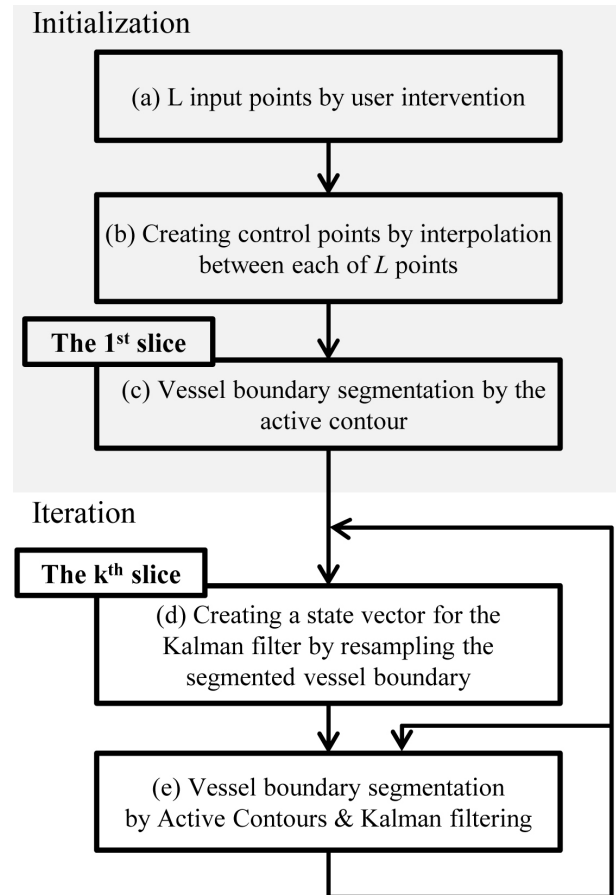 Initialization
(a) L input points by user intervention
(b) Creating control points by interpolation
between each of L points
The 1st slice
(c) Vessel boundary segmentation by the
active contour
Iteration
The kth slice
(d) Creating a state vector for the
Kalman filter by resampling the
segmented vessel boundary
(e) Vessel boundary segmentation
by Active Contours & Kalman filtering